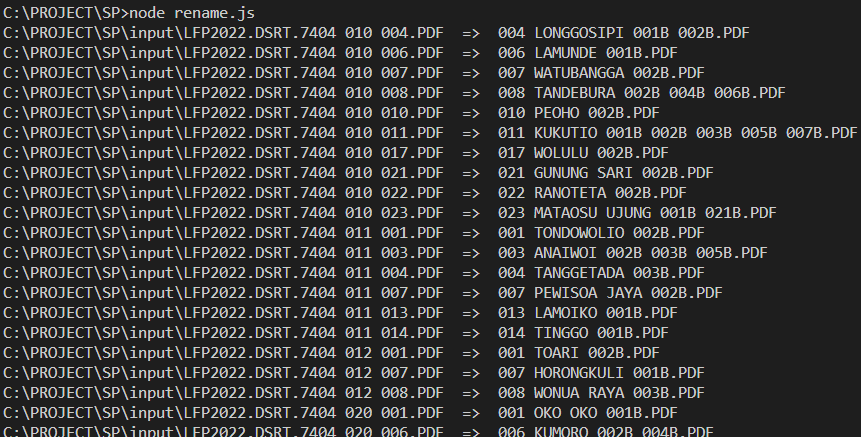 C:\PROJECT\SP>node rename.js
C:\PROJECT\SP\input\LFP2022.DSRT.7404 010 004.PDF  =>  004 LONGGOSIPI 001B 002B.PDF
C:\PROJECT\SP\input\LFP2022.DSRT.7404 010 006.PDF  =>  006 LAMUNDE 001B.PDF
C:\PROJECT\SP\input\LFP2022.DSRT.7404 010 007.PDF  =>  007 WATUBANGGA 002B.PDF
C:\PROJECT\SP\input\LFP2022.DSRT.7404 010 008.PDF  =>  008 TANDEBURA 002B 004B 006B.PDF
C:\PROJECT\SP\input\LFP2022.DSRT.7404 010 010.PDF  =>  010 PEOHO 002B.PDF
C:\PROJECT\SP\input\LFP2022.DSRT.7404 010 011.PDF  =>  011 KUKUTIO 001B 002B 003B 005B 007B.PDF
C:\PROJECT\SP\input\LFP2022.DSRT.7404 010 017.PDF  =>  017 WOLULU 002B.PDF
C:\PROJECT\SP\input\LFP2022.DSRT.7404 010 021.PDF  =>  021 GUNUNG SARI 002B.PDF
C:\PROJECT\SP\input\LFP2022.DSRT.7404 010 022.PDF  =>  022 RANOTETA 002B.PDF
C:\PROJECT\SP\input\LFP2022.DSRT.7404 010 023.PDF  =>  023 MATAOSU UJUNG 001B 021B.PDF
C:\PROJECT\SP\input\LFP2022.DSRT.7404 011 001.PDF  =>  001 TONDOWOLIO 002B.PDF
C:\PROJECT\SP\input\LFP2022.DSRT.7404 011 003.PDF  =>  003 ANAIWOI 002B 003B 005B.PDF
C:\PROJECT\SP\input\LFP2022.DSRT.7404 011 004.PDF  =>  004 TANGGETADA 003B.PDF
C:\PROJECT\SP\input\LFP2022.DSRT.7404 011 007.PDF  =>  007 PEWISOA JAYA 002B.PDF
C:\PROJECT\SP\input\LFP2022.DSRT.7404 011 013.PDF  =>  013 LAMOIKO 001B.PDF
C:\PROJECT\SP\input\LFP2022.DSRT.7404 011 014.PDF  =>  014 TINGGO 001B.PDF
C:\PROJECT\SP\input\LFP2022.DSRT.7404 012 001.PDF  =>  001 TOARI 002B.PDF
C:\PROJECT\SP\input\LFP2022.DSRT.7404 012 007.PDF  =>  007 HORONGKULI 001B.PDF
C:\PROJECT\SP\input\LFP2022.DSRT.7404 012 008.PDF  =>  008 WONUA RAYA 003B.PDF
C:\PROJECT\SP\input\LFP2022.DSRT.7404 020 001.PDF  =>  001 OKO OKO 001B.PDF
C:\PROJECT\SP\input\LFP2022.DSRT.7404 020 006.PDF  =>  006 KUMORO 002B 004B.PDF